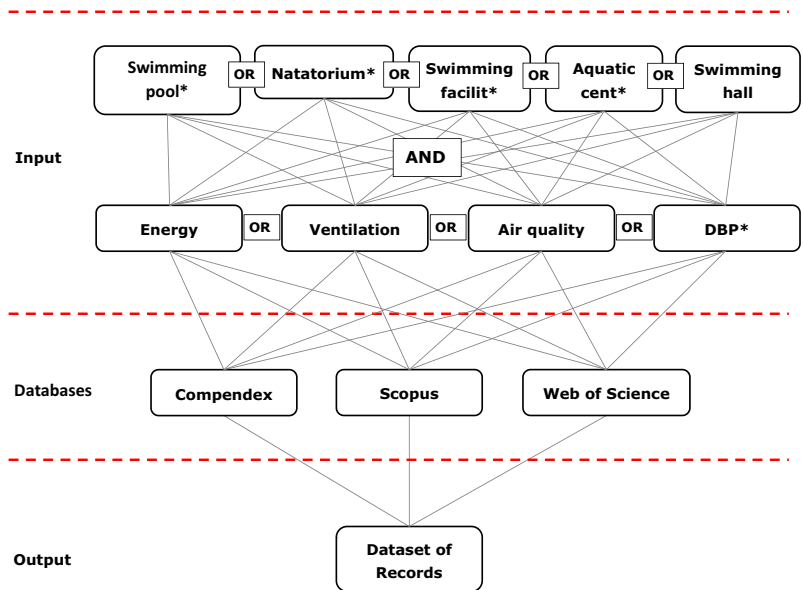 Swimming pool* OR Natatorium* OR Swimming facilit* OR Aquatic cent* OR Swimming hall
Input
AND
Energy OR Ventilation OR Air quality OR DBP*
Databases
Compendex Scopus Web of Science
Output
Dataset of
Records